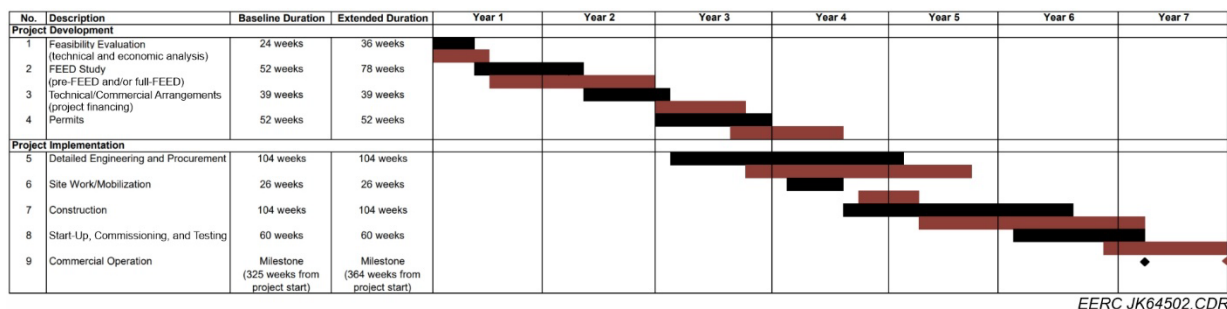 No. Description Baseline Duration Extended Duration Year 1 Year 2 Year 3 Year 4 Year 5 Year 6 Year 7
Project Development
1 Feasibility Evaluation 24 weeks 36 weeks
(technical and economic analysis)
2 FEED Study 52 weeks 78 weeks
(pre-FEED and/or full-FEED)
3 Technical/Commercial Arrangements 39 weeks 39 weeks
(project financing)
4 Permits 52 weeks 52 weeks
Project Implementation
5 Detailed Engineering and Procurement 104 weeks 104 weeks
6 Site Work/Mobilization 26 weeks 26 weeks
7 Construction 104 weeks 104 weeks
8 Start-Up, Commissioning, and Testing 60 weeks 60 weeks
9 Commercial Operation Milestone Milestone
(325 weeks from (364 weeks from
project start) project start)
EERC JK64502.CDR